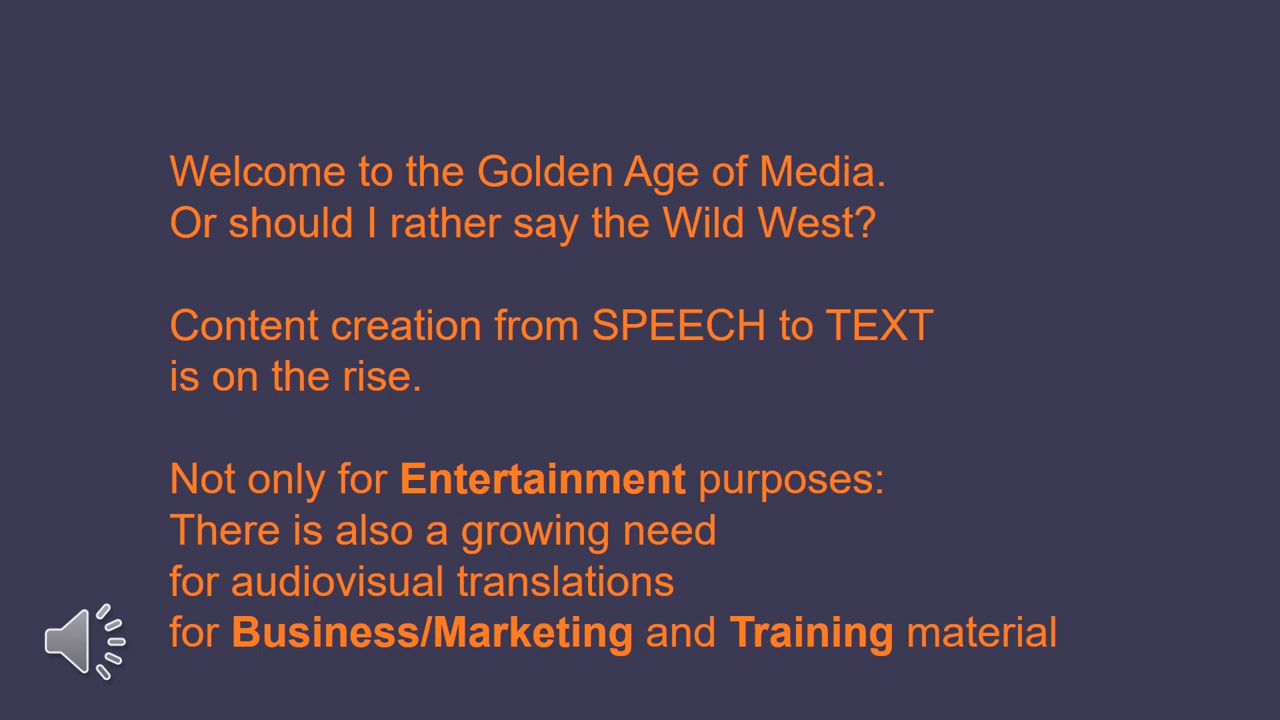 Welcome to the Golden Age of Media.
Or should I rather say the Wild West?
Content creation from SPEECH to TEXT
is on the rise.
Not only for Entertainment purposes:
There is also a growing need
for audiovisual translations
for Business/Marketing and Training material